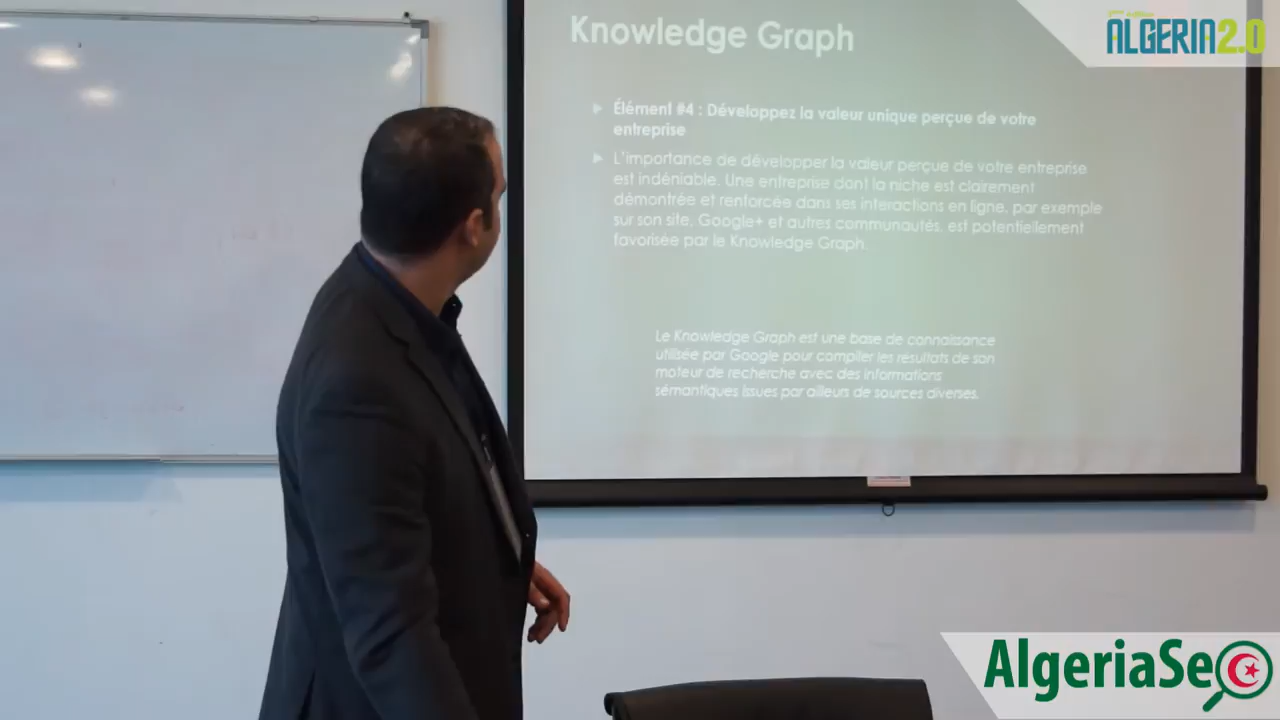 Knowledge Graph
ALGERIA2.0
Élément #4 : Développez la valeur unique perçue de votre
entreprise
L'importance de développer la valeur perçue de votre entreprise
est indéniable. Une entreprise dont la niche est clairement
démontrée et renforcée dans ses interactions en ligne, par exemple
sur son site, Google+ et autres communautés, est potentiellement
favorisée par le Knowledge Graph.
Le Knowledge Graph est une base de connaissance
utilisée par Google pour compiler les résultats de son
moteur de recherche avec des informations
sémantiques issues par ailleurs de sources diverses.
AlgeriaSeo